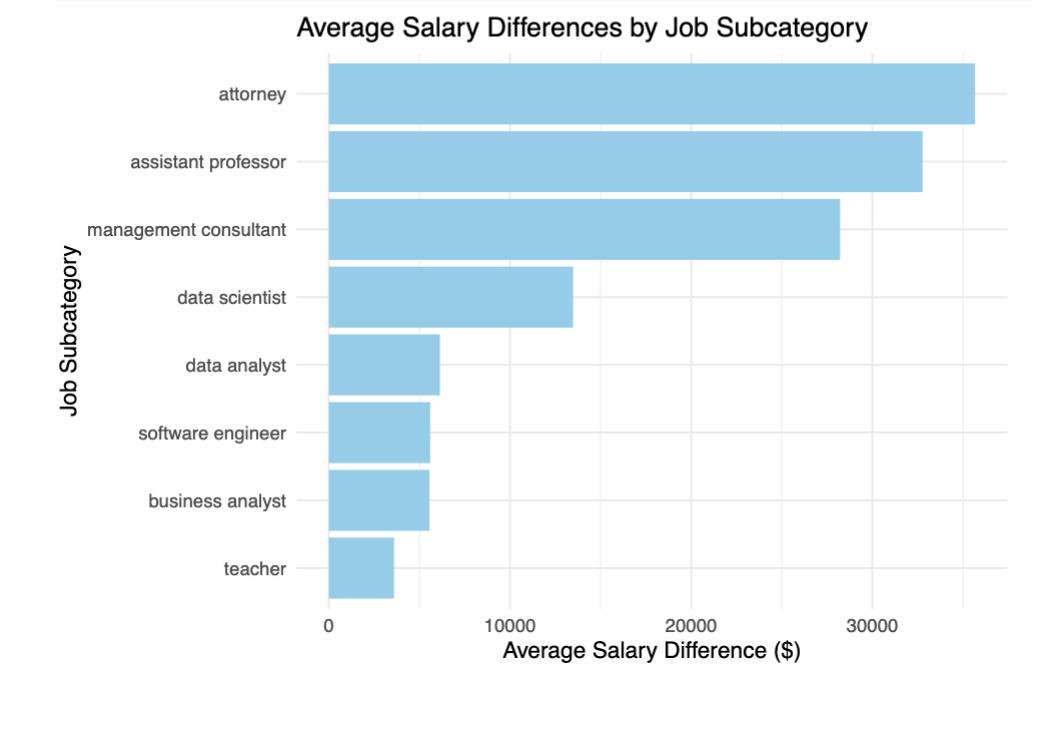 Average Salary Differences by Job Subcategory
Job Subcategory
attorney
assistant professor
management consultant
data scientist
data analyst
software engineer
business analyst
teacher
0 10000 20000 30000
Average Salary Difference ($)